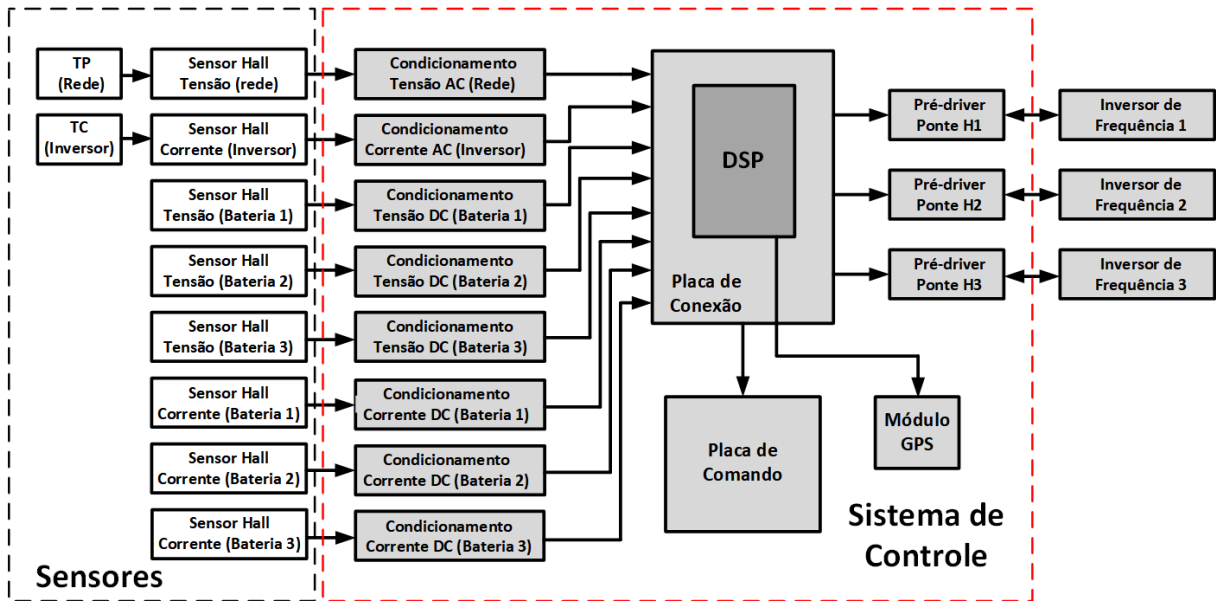 TP
(Rede)
Sensor Hall
Tensão (rede)
Condicionamento
Tensão AC (Rede)
TC
(Inversor)
Sensor Hall
Corrente (Inversor)
Condicionamento
Corrente AC (Inversor)
Sensor Hall
Tensão (Bateria 1)
Condicionamento
Tensão DC (Bateria 1)
Sensor Hall
Tensão (Bateria 2)
Condicionamento
Tensão DC (Bateria 2)
Sensor Hall
Tensão (Bateria 3)
Condicionamento
Tensão DC (Bateria 3)
Sensor Hall
Corrente (Bateria 1)
Condicionamento
Corrente DC (Bateria 1)
Sensor Hall
Corrente (Bateria 2)
Condicionamento
Corrente DC (Bateria 2)
Sensor Hall
Corrente (Bateria 3)
Condicionamento
Corrente DC (Bateria 3)
Sensores
DSP
Placa de
Conexão
Pré-driver
Ponte H1
Inversor de
Frequência 1
Pré-driver
Ponte H2
Inversor de
Frequência 2
Pré-driver
Ponte H3
Inversor de
Frequência 3
Placa de
Comando
Módulo
GPS
Sistema de
Controle